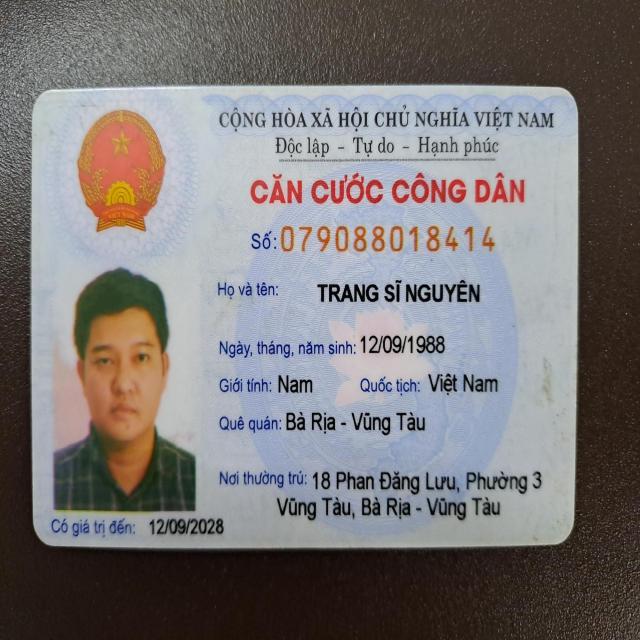 CỘNG HÒA XÃ HỘI CHỦ NGHĨA VIỆT NAM
Độc lập - Tự do - Hạnh phúc
CĂN CƯỚC CÔNG DÂN
Số: 079088018414
Họ và tên: TRANG SĨ NGUYÊN
Ngày, tháng, năm sinh: 12/09/1988
Giới tính: Nam Quốc tịch: Việt Nam
Quê quán: Bà Rịa - Vũng Tàu
Nơi thường trú: 18 Phan Đăng Lưu, Phường 3
Vũng Tàu, Bà Rịa - Vũng Tàu
Có giá trị đến: 12/09/2028